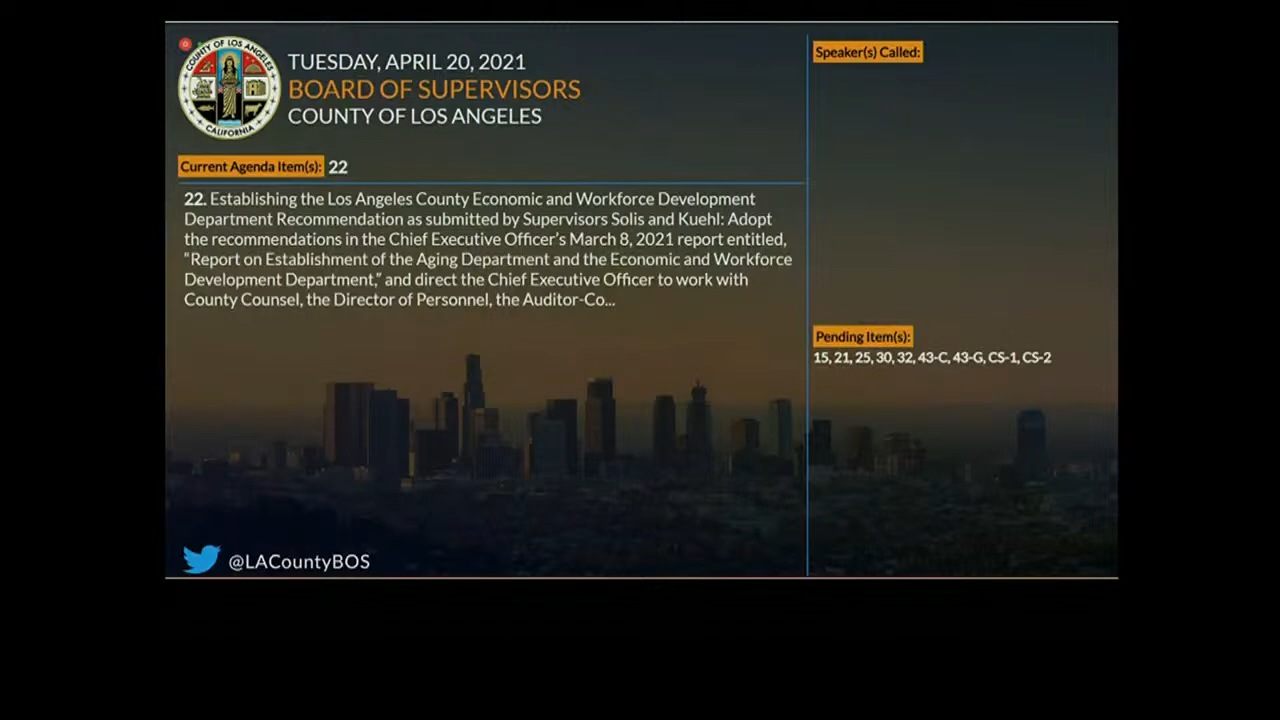 COUNTY OF LOS ANGELES
CALIFORNIA
TUESDAY, APRIL 20, 2021
BOARD OF SUPERVISORS
COUNTY OF LOS ANGELES
Current Agenda Item(s): 22
22. Establishing the Los Angeles County Economic and Workforce Development
Department Recommendation as submitted by Supervisors Solis and Kuehl: Adopt
the recommendations in the Chief Executive Officer's March 8, 2021 report entitled,
"Report on Establishment of the Aging Department and the Economic and Workforce
Development Department," and direct the Chief Executive Officer to work with
County Counsel, the Director of Personnel, the Auditor-Co...
@LACountyBOS
Speaker(s) Called:
Pending Item(s):
15, 21, 25, 30, 32, 43-C, 43-G, CS-1, CS-2